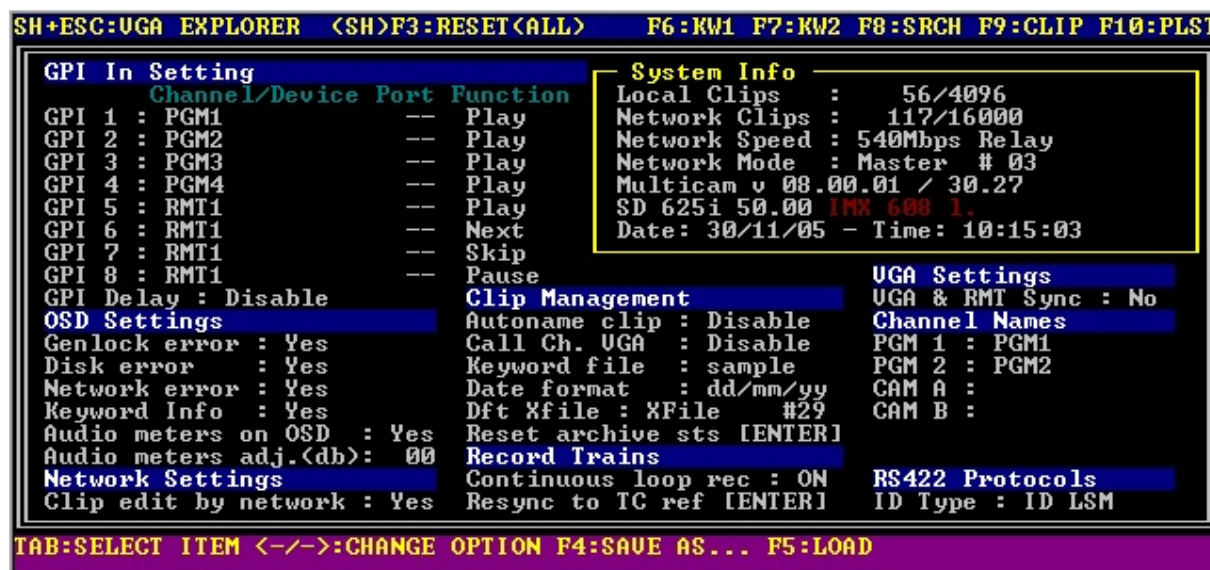 SH+ESC:VGA EXPLORER (SH)F3:RESET(ALL) F6:KW1 F7:KW2 F8:SRCH F9:CLIP F10:PLST
GPI In Setting
Channel/Device Port Function
GPI 1 : PGM1 -- Play
GPI 2 : PGM2 -- Play
GPI 3 : PGM3 -- Play
GPI 4 : PGM4 -- Play
GPI 5 : RMT1 -- Play
GPI 6 : RMT1 -- Next
GPI 7 : RMT1 -- Skip
GPI 8 : RMT1 -- Pause
GPI Delay : Disable
System Info
Local Clips : 56/4096
Network Clips : 117/16000
Network Speed : 540Mbps Relay
Network Mode : Master # 03
Multicam v 08.00.01 / 30.27
SD 625i 50.00 IMX 608 l.
Date: 30/11/05 - Time: 10:15:03
OSD Settings
Genlock error : Yes
Disk error : Yes
Network error : Yes
Keyword Info : Yes
Audio meters on OSD : Yes
Audio meters adj.(db): 00
Network Settings
Clip edit by network : Yes
Clip Management
Autoname clip : Disable
Call Ch. VGA : Disable
Keyword file : sample
Date format : dd/mm/yy
Dft Xfile : XFile #29
Reset archive sts [ENTER]
Record Trains
Continuous loop rec : ON
Resync to TC ref [ENTER]
VGA Settings
VGA & RMT Sync : No
Channel Names
PGM 1 : PGM1
PGM 2 : PGM2
CAM A :
CAM B :
RS422 Protocols
ID Type : ID LSM
TAB:SELECT ITEM <-/->:CHANGE OPTION F4:SAVE AS... F5:LOAD